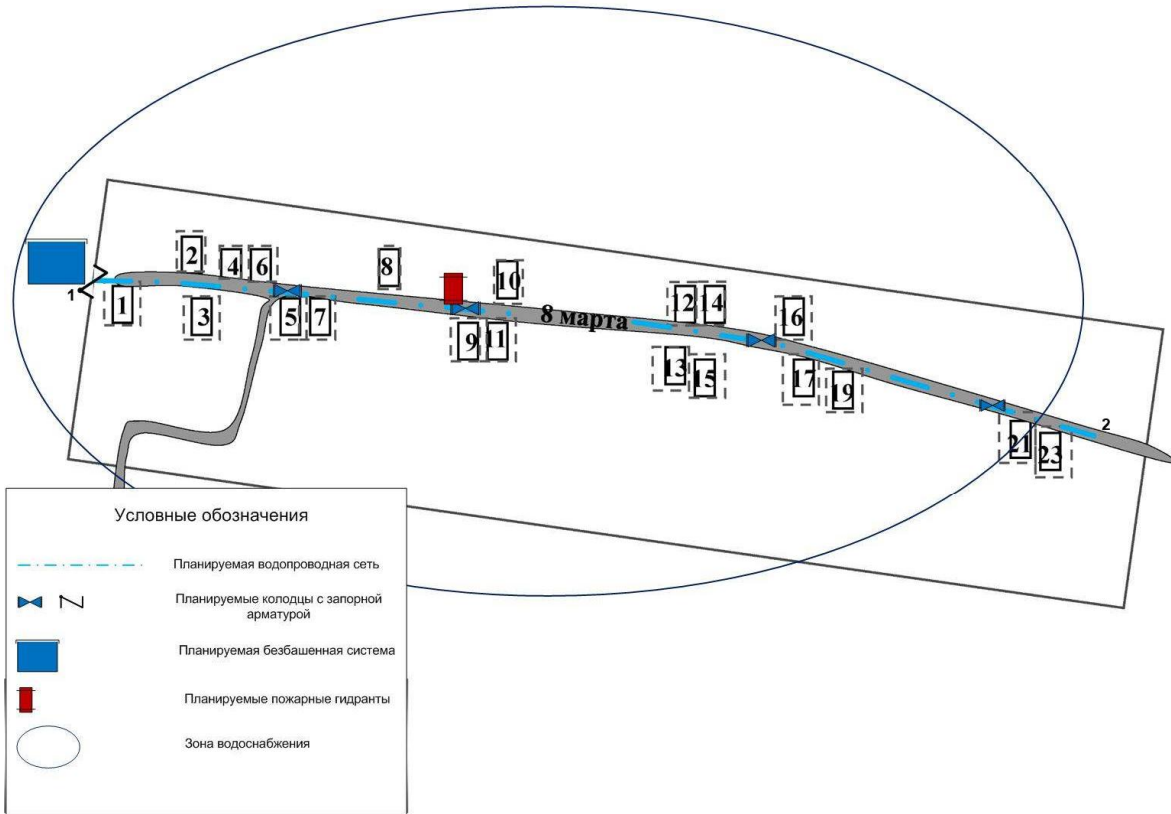 2
4
6
8
10
12
14
16
1
1
3
5
7
9
11
8 марта
13
15
17
19
21
23
2
Условные обозначения
Планируемая водопроводная сеть
Планируемые колодцы с запорной
арматурой
Планируемая безбашенная система
Планируемые пожарные гидранты
Зона водоснабжения